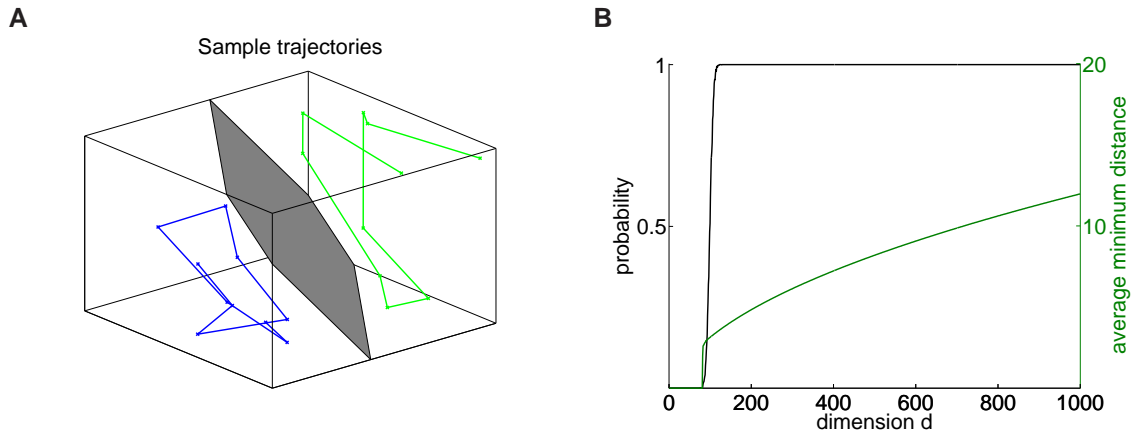 A
Sample trajectories
B
probability
1
0.5
0
200
400
600
800
1000
dimension d
20
10
average minimum distance